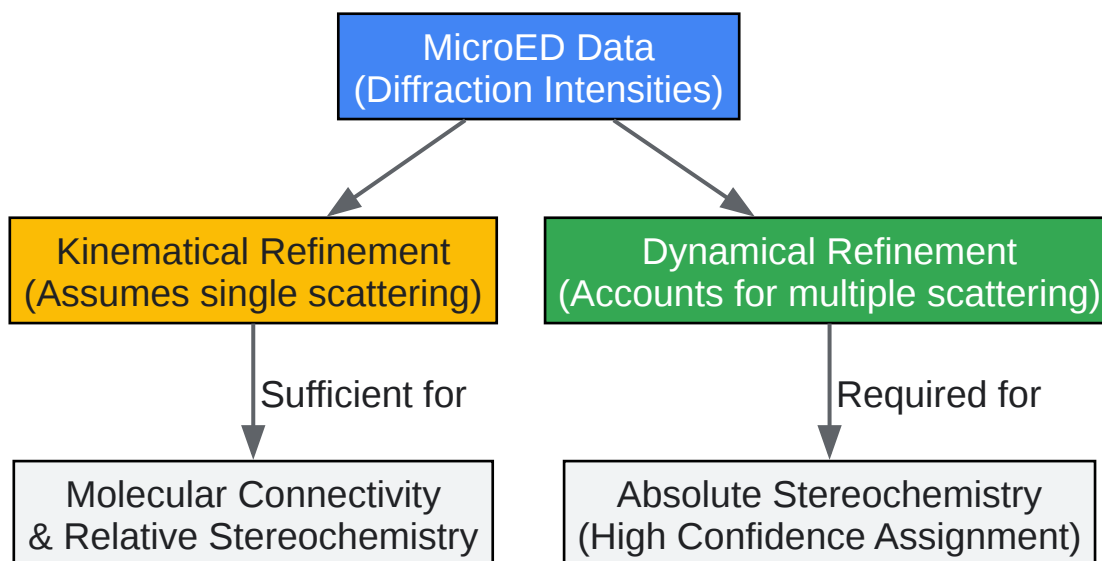 MicroED Data
(Diffraction Intensities)
Kinematical Refinement
(Assumes single scattering)
Dynamical Refinement
(Accounts for multiple scattering)
Sufficient for
Required for
Molecular Connectivity
& Relative Stereochemistry
Absolute Stereochemistry
(High Confidence Assignment)